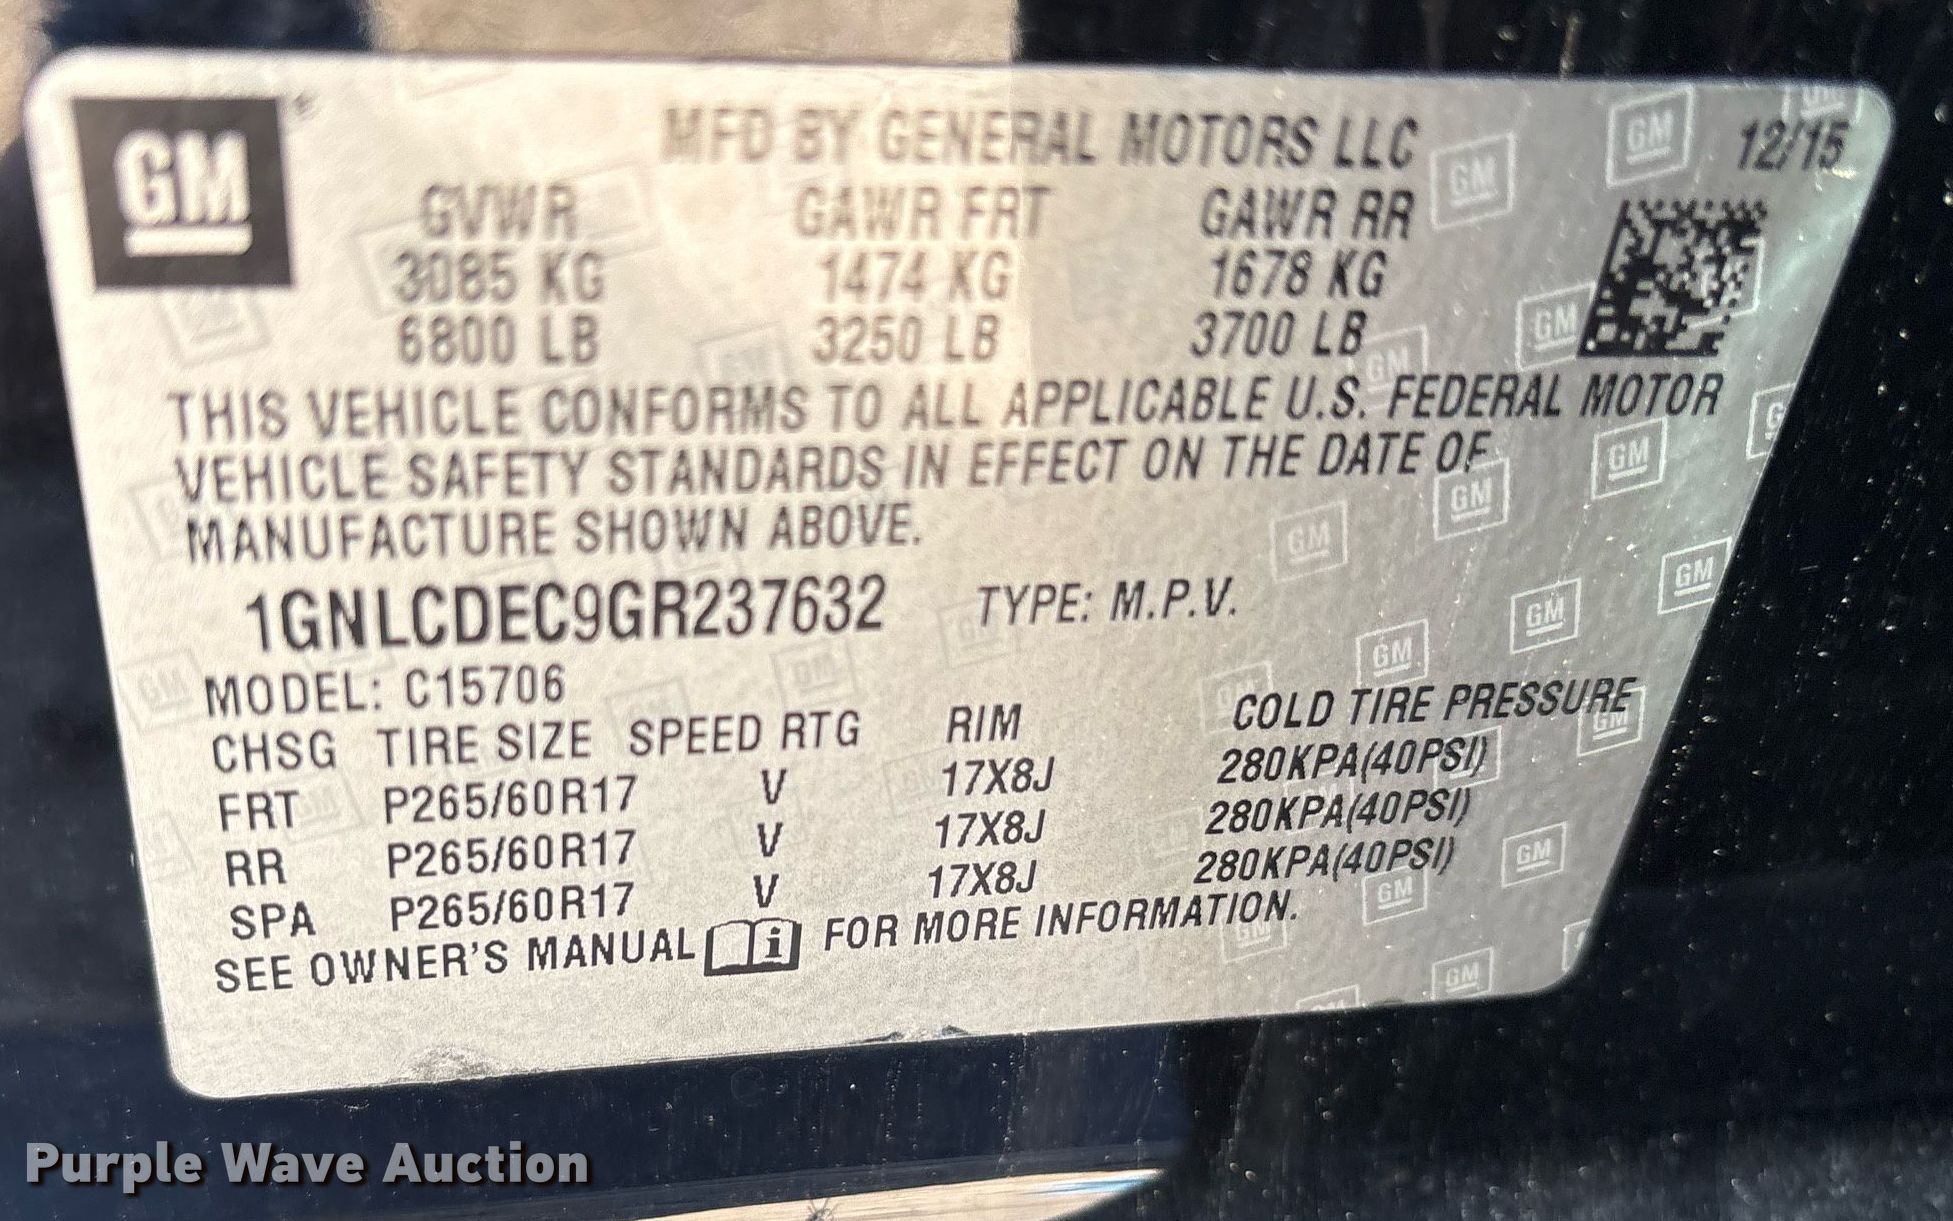 GM
MFD BY GENERAL MOTORS LLC 12/15
GVWR GAWR FRT GAWR RR
3085 KG 1474 KG 1678 KG
6800 LB 3250 LB 3700 LB
THIS VEHICLE CONFORMS TO ALL APPLICABLE U.S. FEDERAL MOTOR
VEHICLE SAFETY STANDARDS IN EFFECT ON THE DATE OF
MANUFACTURE SHOWN ABOVE.
1GNLCDEC9GR237632 TYPE: M.P.V.
MODEL: C15706
CHSG TIRE SIZE SPEED RTG RIM COLD TIRE PRESSURE
FRT P265/60R17 V 17X8J 280KPA(40PSI)
RR P265/60R17 V 17X8J 280KPA(40PSI)
SPA P265/60R17 V 17X8J 280KPA(40PSI)
SEE OWNER'S MANUAL i FOR MORE INFORMATION.
Purple Wave Auction